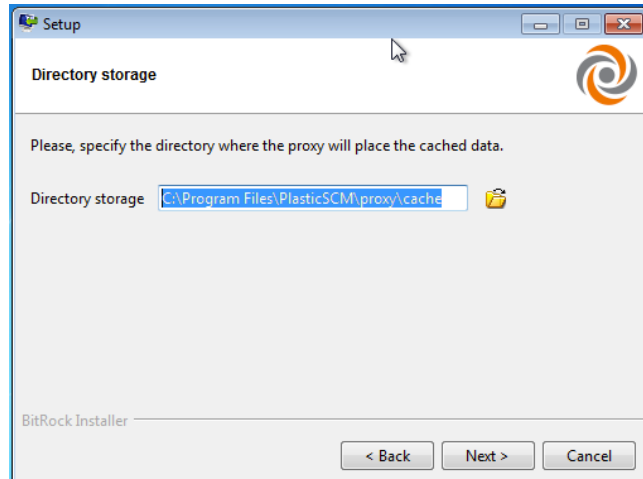 Setup
Directory storage
Please, specify the directory where the proxy will place the cached data.
Directory storage C:\Program Files\PlasticSCM\proxy\cache
BitRock Installer
< Back Next > Cancel